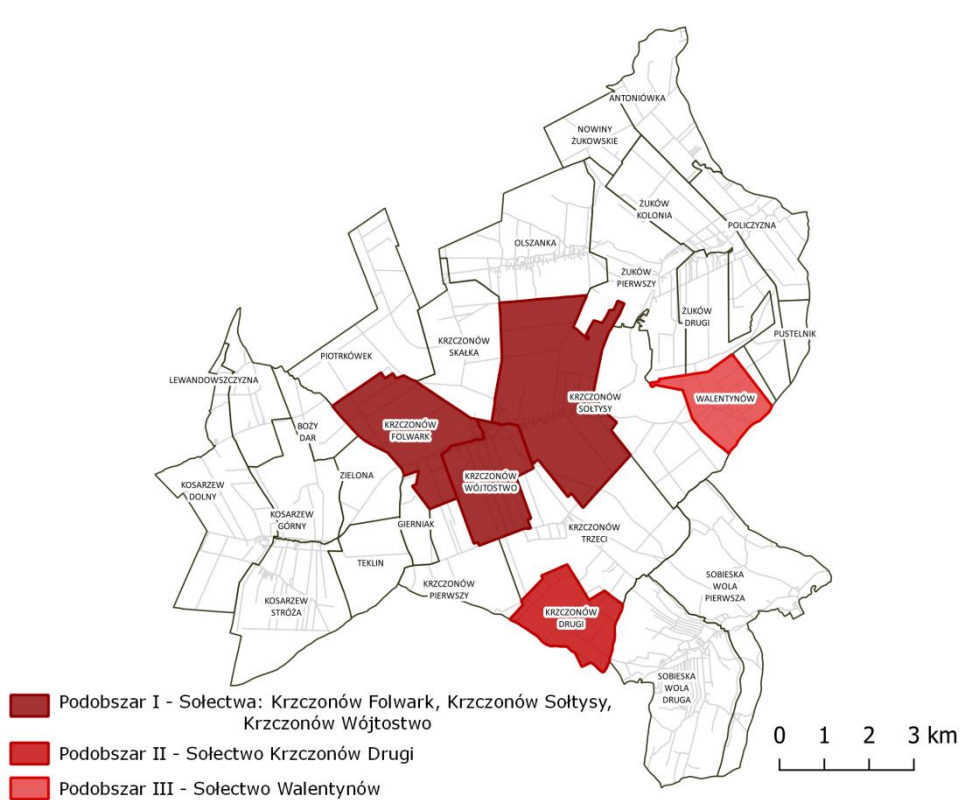 ANTONIÓWKA
NOWINY
ŻUKOWSKIE
ŻUKÓW
KOLONIA
POLICZYZNA
OLSZANKA
ŻUKÓW
PIERWSZY
ŻUKÓW
DRUGI
PUSTELNIK
KRZCZONÓW
SKAŁKA
PIOTRKÓWEK
LEWANDOWSZCZYZNA
WALENTYNÓW
KRZCZONÓW
SOŁTYSY
KRZCZONÓW
FOLWARK
BOŻY
DAR
ZIELONA
KRZCZONÓW
WÓJTOSTWO
KOSARZEW
DOLNY
KOSARZEW
GÓRNY
GIERNIAK
KRZCZONÓW
TRZECI
TEKLIN
KRZCZONÓW
PIERWSZY
SOBIESKA
WOLA
PIERWSZA
KOSARZEW
STRÓŻA
KRZCZONÓW
DRUGI
SOBIESKA
WOLA
DRUGA
Podobszar I - Sołectwa: Krzczonów Folwark, Krzczonów Sołtysy,
Krzczonów Wójtostwo
Podobszar II - Sołectwo Krzczonów Drugi
Podobszar III - Sołectwo Walentynów
0 1 2 3 km